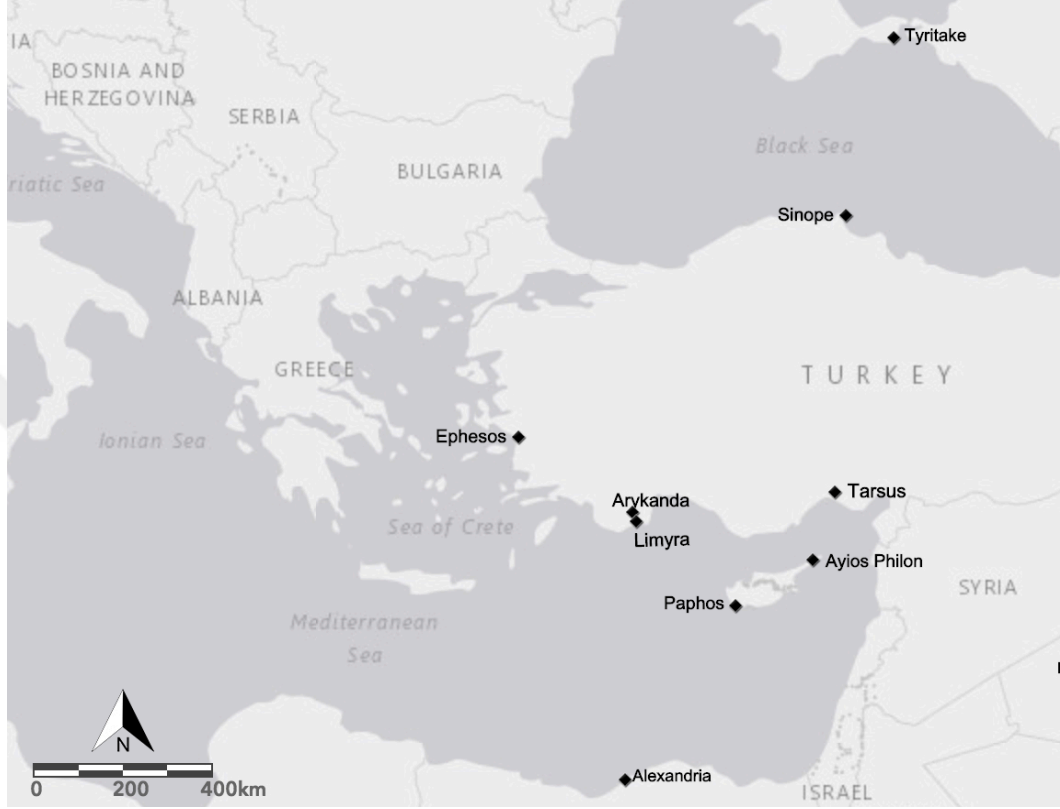 Tyritake
IA
BOSNIA AND
HERZEGOVINA
SERBIA
Black Sea
BULGARIA
riatic Sea
Sinope
ALBANIA
GREECE
TURKEY
Ephesos
Ionian Sea
Tarsus
Arykanda
Sea of Crete
Limyra
Ayios Philon
SYRIA
Paphos
Mediterranean
Sea
N
Alexandria
0 200 400km
ISRAEL